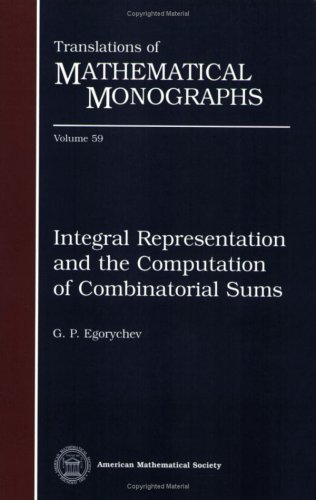 Translations of
MATHEMATICAL
MONOGRAPHS
Volume 59
Integral Representation
and the Computation
of Combinatorial Sums
G. P. Egorychev
American Mathematical Society